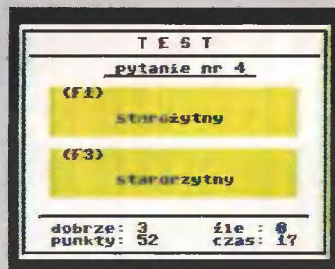 TEST
pytanie nr 4
(F1)
starożytny
(F3)
starorzytny
dobrze: 3 źle : 0
punkty: 52 czas: 17